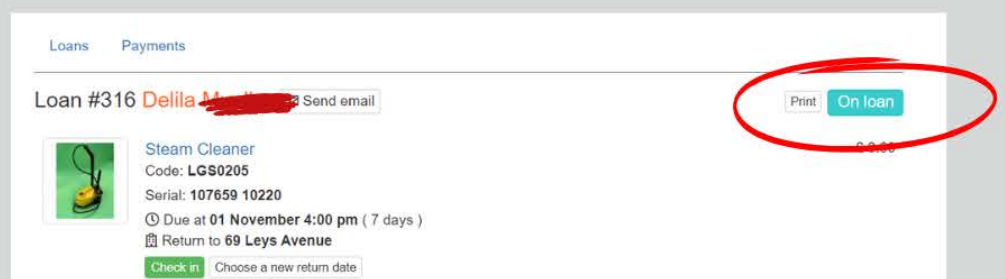 Loans Payments
Loan #316 Delila Send email
Print On loan
Steam Cleaner
Code: LGS0205
Serial: 107659 10220
Due at 01 November 4:00 pm ( 7 days )
Return to 69 Leys Avenue
Check in Choose a new return date